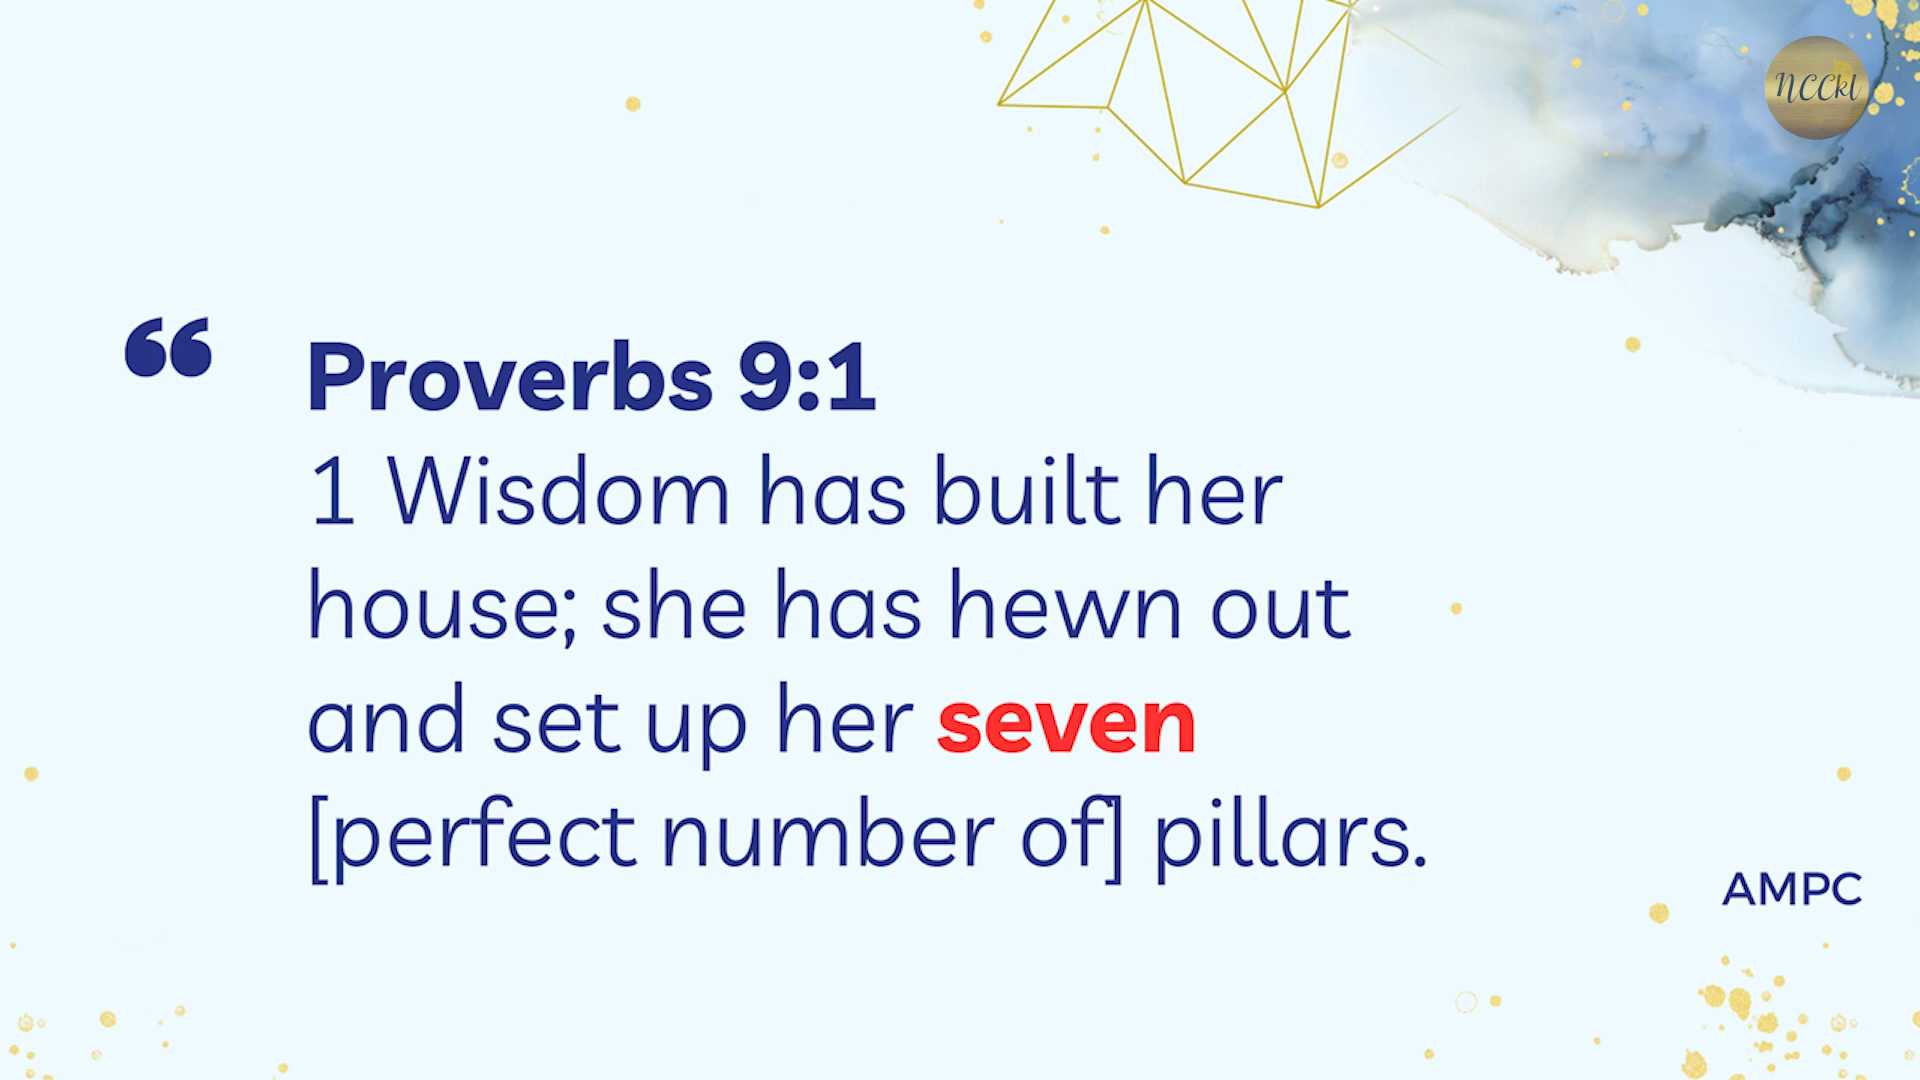 NCCkl
“
Proverbs 9:1
1 Wisdom has built her
house; she has hewn out
and set up her seven
[perfect number of] pillars.
AMPC